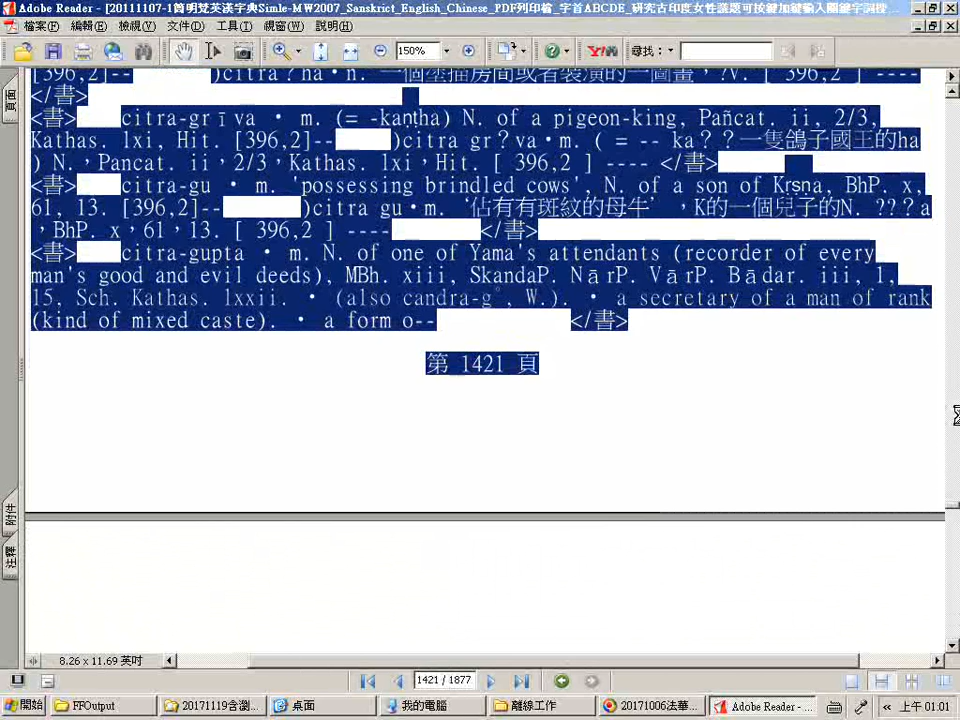 Adobe Reader - [20111107-1簡明梵英漢字典Simle-MW2007_Sanskrict_English_Chinese_PDF列印檔_字首ABCDE_研究古印度女性議題可按鍵加鍵輸入關鍵字詞搜
檔案(F) 編輯(E) 檢視(V) 文件(D) 工具(T) 視窗(W) 說明(H)
150% 尋找：
[396,2]-- )citra？ha·n. 一個塗描房間或者裝潢的一個畫，?V. [ 396,2 ] ----
</書>
<書> citra-grīva · m. (= -kaṇṭha) N. of a pigeon-king, Pañcat. ii, 2/3,
Kathas. lxi, Hit. [396,2]-- )citra gr？va·m. ( = -- ka？？一隻鴿子國王的ha
) N.，Pancat. ii，2/3，Kathas. lxi，Hit. [ 396,2 ] ---- </書>
<書> citra-gu · m. 'possessing brindled cows', N. of a son of Kṛṣṇa, BhP. x,
61, 13. [396,2]-- )citra gu·m. '佔有有斑紋的母牛'，K的一個兒子的N. ??？a
，BhP. x，61，13. [ 396,2 ] ---- </書>
<書> citra-gupta · m. N. of one of Yama's attendants (recorder of every
man's good and evil deeds), MBh. xiii, SkandaP. NārP. VārP. Bādar. iii, 1,
15, Sch. Kathas. lxxii. · (also candra-g°, W.). · a secretary of a man of rank
(kind of mixed caste). · a form o-- </書>
第 1421 頁
頁面
附件
注釋
8.26 x 11.69 英吋
1421 / 1877
開始 FFOutput 20171119含瀏... 桌面 我的電腦 離線工作 20171006法華... Adobe Reader - ... 上午 01:01